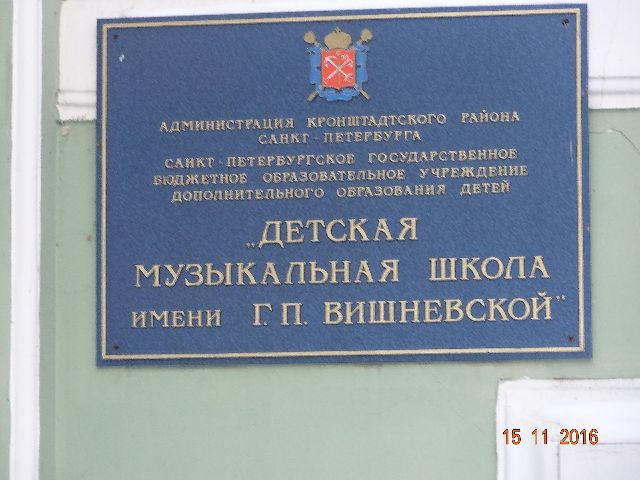 АДМИНИСТРАЦИЯ КРОНШТАДТСКОГО РАЙОНА
САНКТ-ПЕТЕРБУРГА
САНКТ-ПЕТЕРБУРГСКОЕ ГОСУДАРСТВЕННОЕ
БЮДЖЕТНОЕ ОБРАЗОВАТЕЛЬНОЕ УЧРЕЖДЕНИЕ
ДОПОЛНИТЕЛЬНОГО ОБРАЗОВАНИЯ ДЕТЕЙ
„ДЕТСКАЯ
МУЗЫКАЛЬНАЯ ШКОЛА
ИМЕНИ Г.П. ВИШНЕВСКОЙ"
15 11 2016